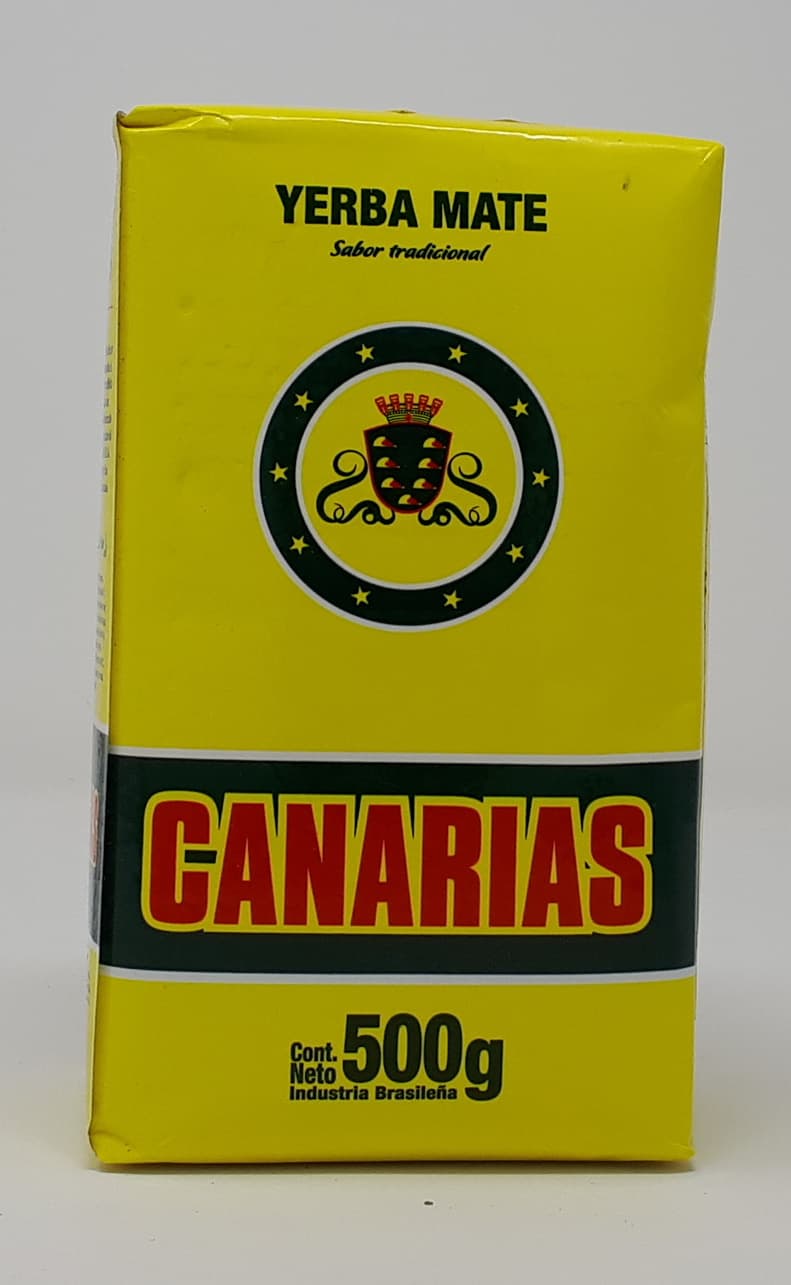 YERBA MATE
Sabor tradicional
CANARIAS
Cont.
Neto
500g
Industria Brasileña